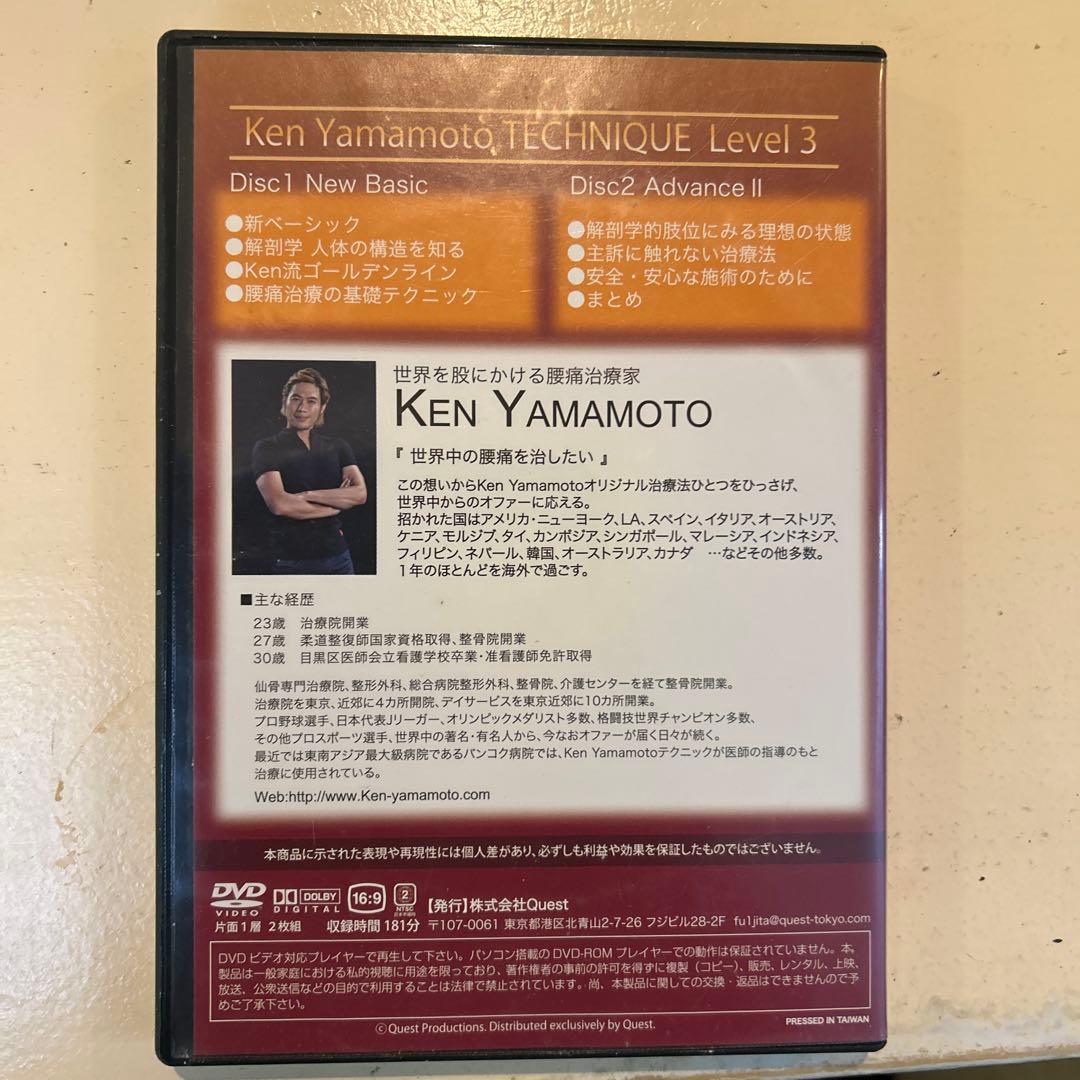 Ken Yamamoto TECHNIQUE Level 3
Disc1 New Basic
●新ベーシック
●解剖学 人体の構造を知る
●Ken流ゴールデンライン
●腰痛治療の基礎テクニック
Disc2 Advance II
●解剖学的肢位にみる理想の状態
●主訴に触れない治療法
●安全・安心な施術のために
●まとめ
世界を股にかける腰痛治療家
KEN YAMAMOTO
『 世界中の腰痛を治したい 』
この想いからKen Yamamotoオリジナル治療法ひとつをひっさげ、
世界中からのオファーに応える。
招かれた国はアメリカ・ニューヨーク、LA、スペイン、イタリア、オーストリア、
ケニア、モルジブ、タイ、カンボジア、シンガポール、マレーシア、インドネシア、
フィリピン、ネパール、韓国、オーストラリア、カナダ …などその他多数。
1年のほとんどを海外で過ごす。
■主な経歴
23歳 治療院開業
27歳 柔道整復師国家資格取得、整骨院開業
30歳 目黒区医師会立看護学校卒業・准看護師免許取得
仙骨専門治療院、整形外科、総合病院整形外科、整骨院、介護センターを経て整骨院開業。
治療院を東京、近郊に4カ所開院、デイサービスを東京近郊に10カ所開業。
プロ野球選手、日本代表Jリーガー、オリンピックメダリスト多数、格闘技世界チャンピオン多数、
その他プロスポーツ選手、世界中の著名・有名人から、今なおオファーが届く日々が続く。
最近では東南アジア最大級病院であるバンコク病院では、Ken Yamamotoテクニックが医師の指導のもと
治療に使用されている。
Web:http://www.Ken-yamamoto.com
本商品に示された表現や再現性には個人差があり、必ずしも利益や効果を保証したものではございません。
DVD VIDEO
DOLBY DIGITAL
16:9
2 NTSC 日本市場向
【発行】株式会社Quest
片面1層 2枚組 収録時間 181分 〒107-0061 東京都港区北青山2-7-26 フジビル28-2F fu1jita@quest-tokyo.com
DVD ビデオ対応プレイヤーで再生して下さい。パソコン搭載の DVD-ROM プレイヤーでの動作は保証されていません。本
製品は一般家庭における私的視聴に用途を限っており、著作権者の事前の許可を得ずに複製（コピー）、販売、レンタル、上映、
放送、公衆送信などの目的で利用することは法律で禁止されています。尚、本製品に関しての交換・返品はできませんので予
めご了承下さい。
©Quest Productions. Distributed exclusively by Quest.
PRESSED IN TAIWAN